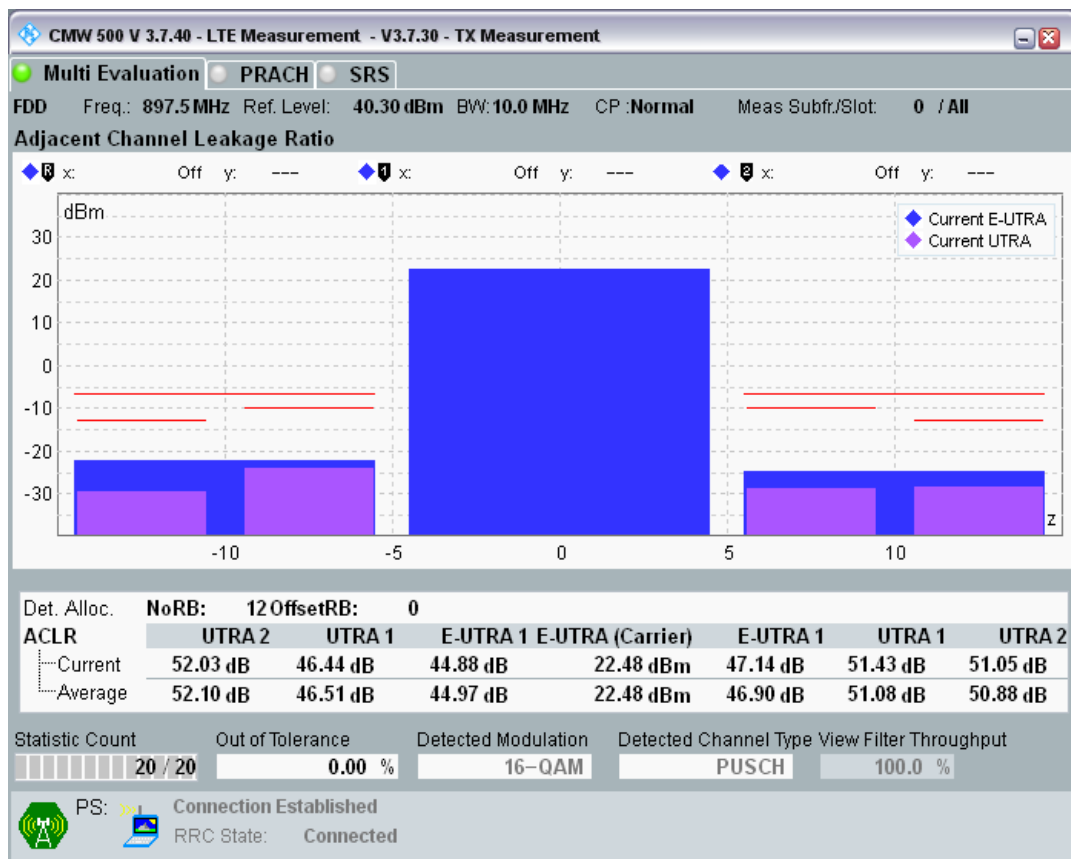 CMW 500 V 3.7.40 - LTE Measurement - V3.7.30 - TX Measurement
Multi Evaluation PRACH SRS
FDD Freq.: 897.5 MHz Ref. Level: 40.30 dBm BW: 10.0 MHz CP :Normal Meas Subfr./Slot: 0 / All
Adjacent Channel Leakage Ratio
R x: Off y: --- 1 x: Off y: --- 2 x: Off y: ---
dBm
Current E-UTRA
Current UTRA
30
20
10
0
-10
-20
-30
z
-10 -5 0 5 10
Det. Alloc. NoRB: 12 OffsetRB: 0
ACLR UTRA 2 UTRA 1 E-UTRA 1 E-UTRA (Carrier) E-UTRA 1 UTRA 1 UTRA 2
Current 52.03 dB 46.44 dB 44.88 dB 22.48 dBm 47.14 dB 51.43 dB 51.05 dB
Average 52.10 dB 46.51 dB 44.97 dB 22.48 dBm 46.90 dB 51.08 dB 50.88 dB
Statistic Count Out of Tolerance Detected Modulation Detected Channel Type View Filter Throughput
20 / 20 0.00 % 16-QAM PUSCH 100.0 %
PS: Connection Established
RRC State: Connected